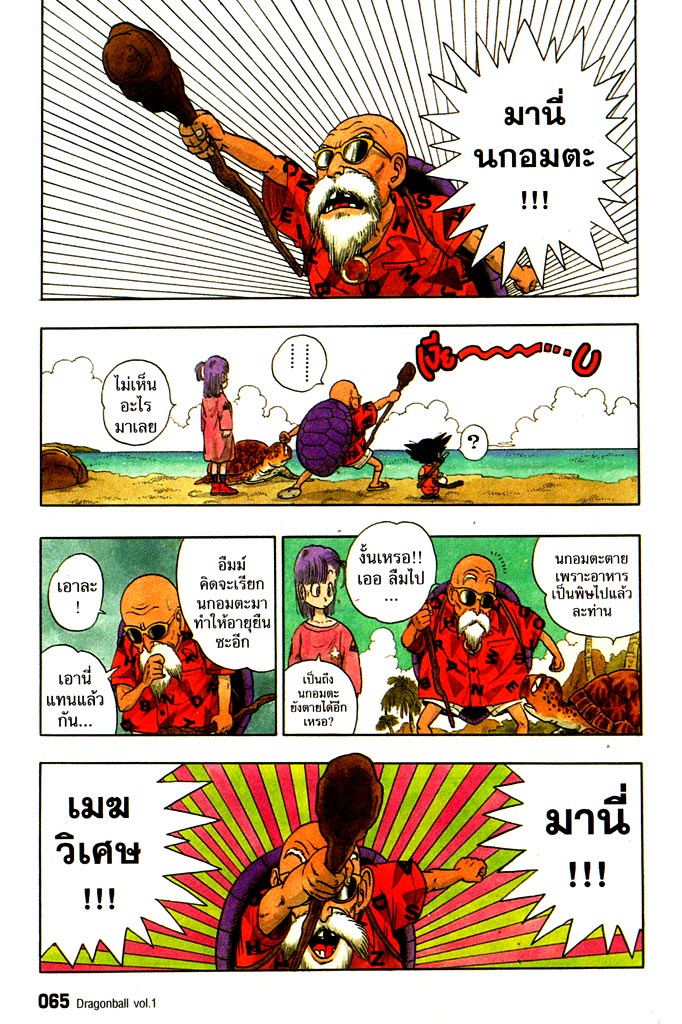 มานี่
นกอมตะ
!!!
เงี่ย~~~···บ
?
⋮⋮
ไม่เห็น
อะไร
มาเลย
นกอมตะตาย
เพราะอาหาร
เป็นพิษไปแล้ว
ละท่าน
งั้นเหรอ!!
เออ ลืมไป
...
เป็นถึง
นกอมตะ
ยังตายได้อีก
เหรอ?
อืมม์
คิดจะเรียก
นกอมตะมา
ทำให้อายุยืน
ซะอีก
เอาละ
!
เอานี่
แทนแล้ว
กัน...
มานี่
!!!
เมฆ
วิเศษ
!!!
065 Dragonball vol.1